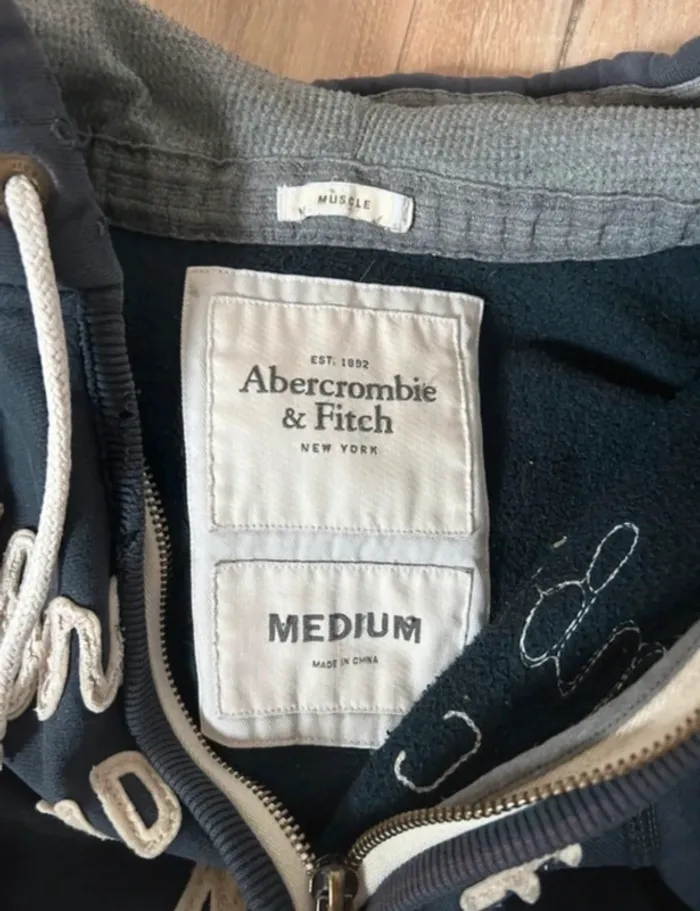 MUSCLE
EST. 1892
Abercrombie
& Fitch
NEW YORK
MEDIUM
MADE IN CHINA